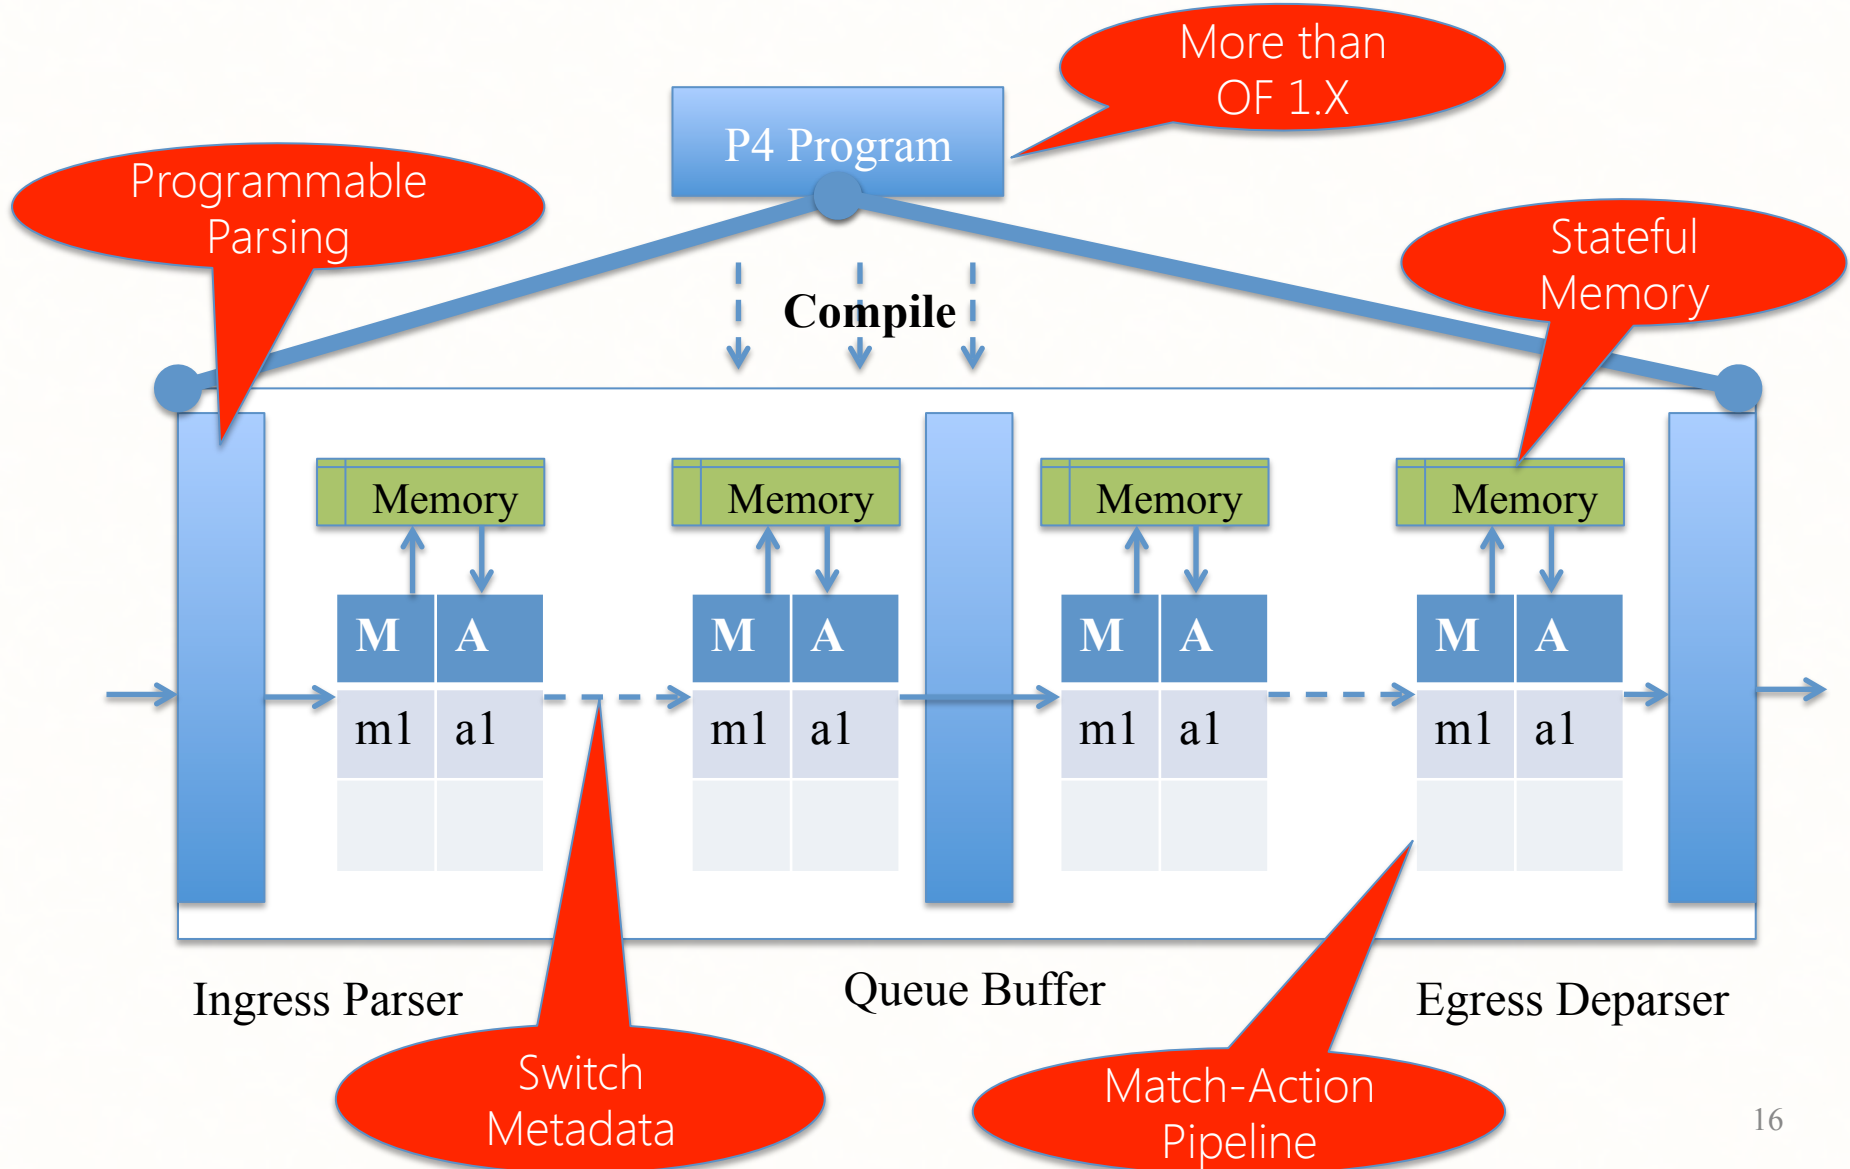 More than
OF 1.X
P4 Program
Programmable
Parsing
Stateful
Memory
Compile
Memory
Memory
Memory
Memory
M A
M A
M A
M A
m1 a1
m1 a1
m1 a1
m1 a1
Ingress Parser
Queue Buffer
Egress Deparser
Switch
Metadata
Match-Action
Pipeline
16